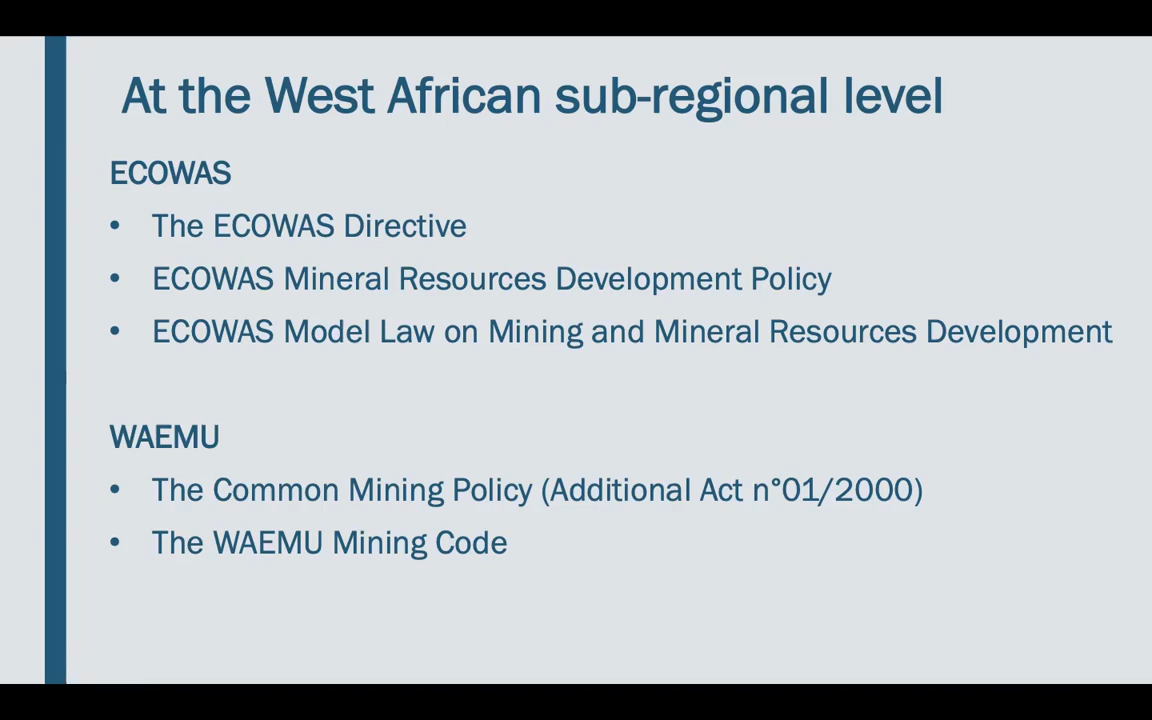 At the West African sub-regional level
ECOWAS
• The ECOWAS Directive
• ECOWAS Mineral Resources Development Policy
• ECOWAS Model Law on Mining and Mineral Resources Development
WAEMU
• The Common Mining Policy (Additional Act n°01/2000)
• The WAEMU Mining Code